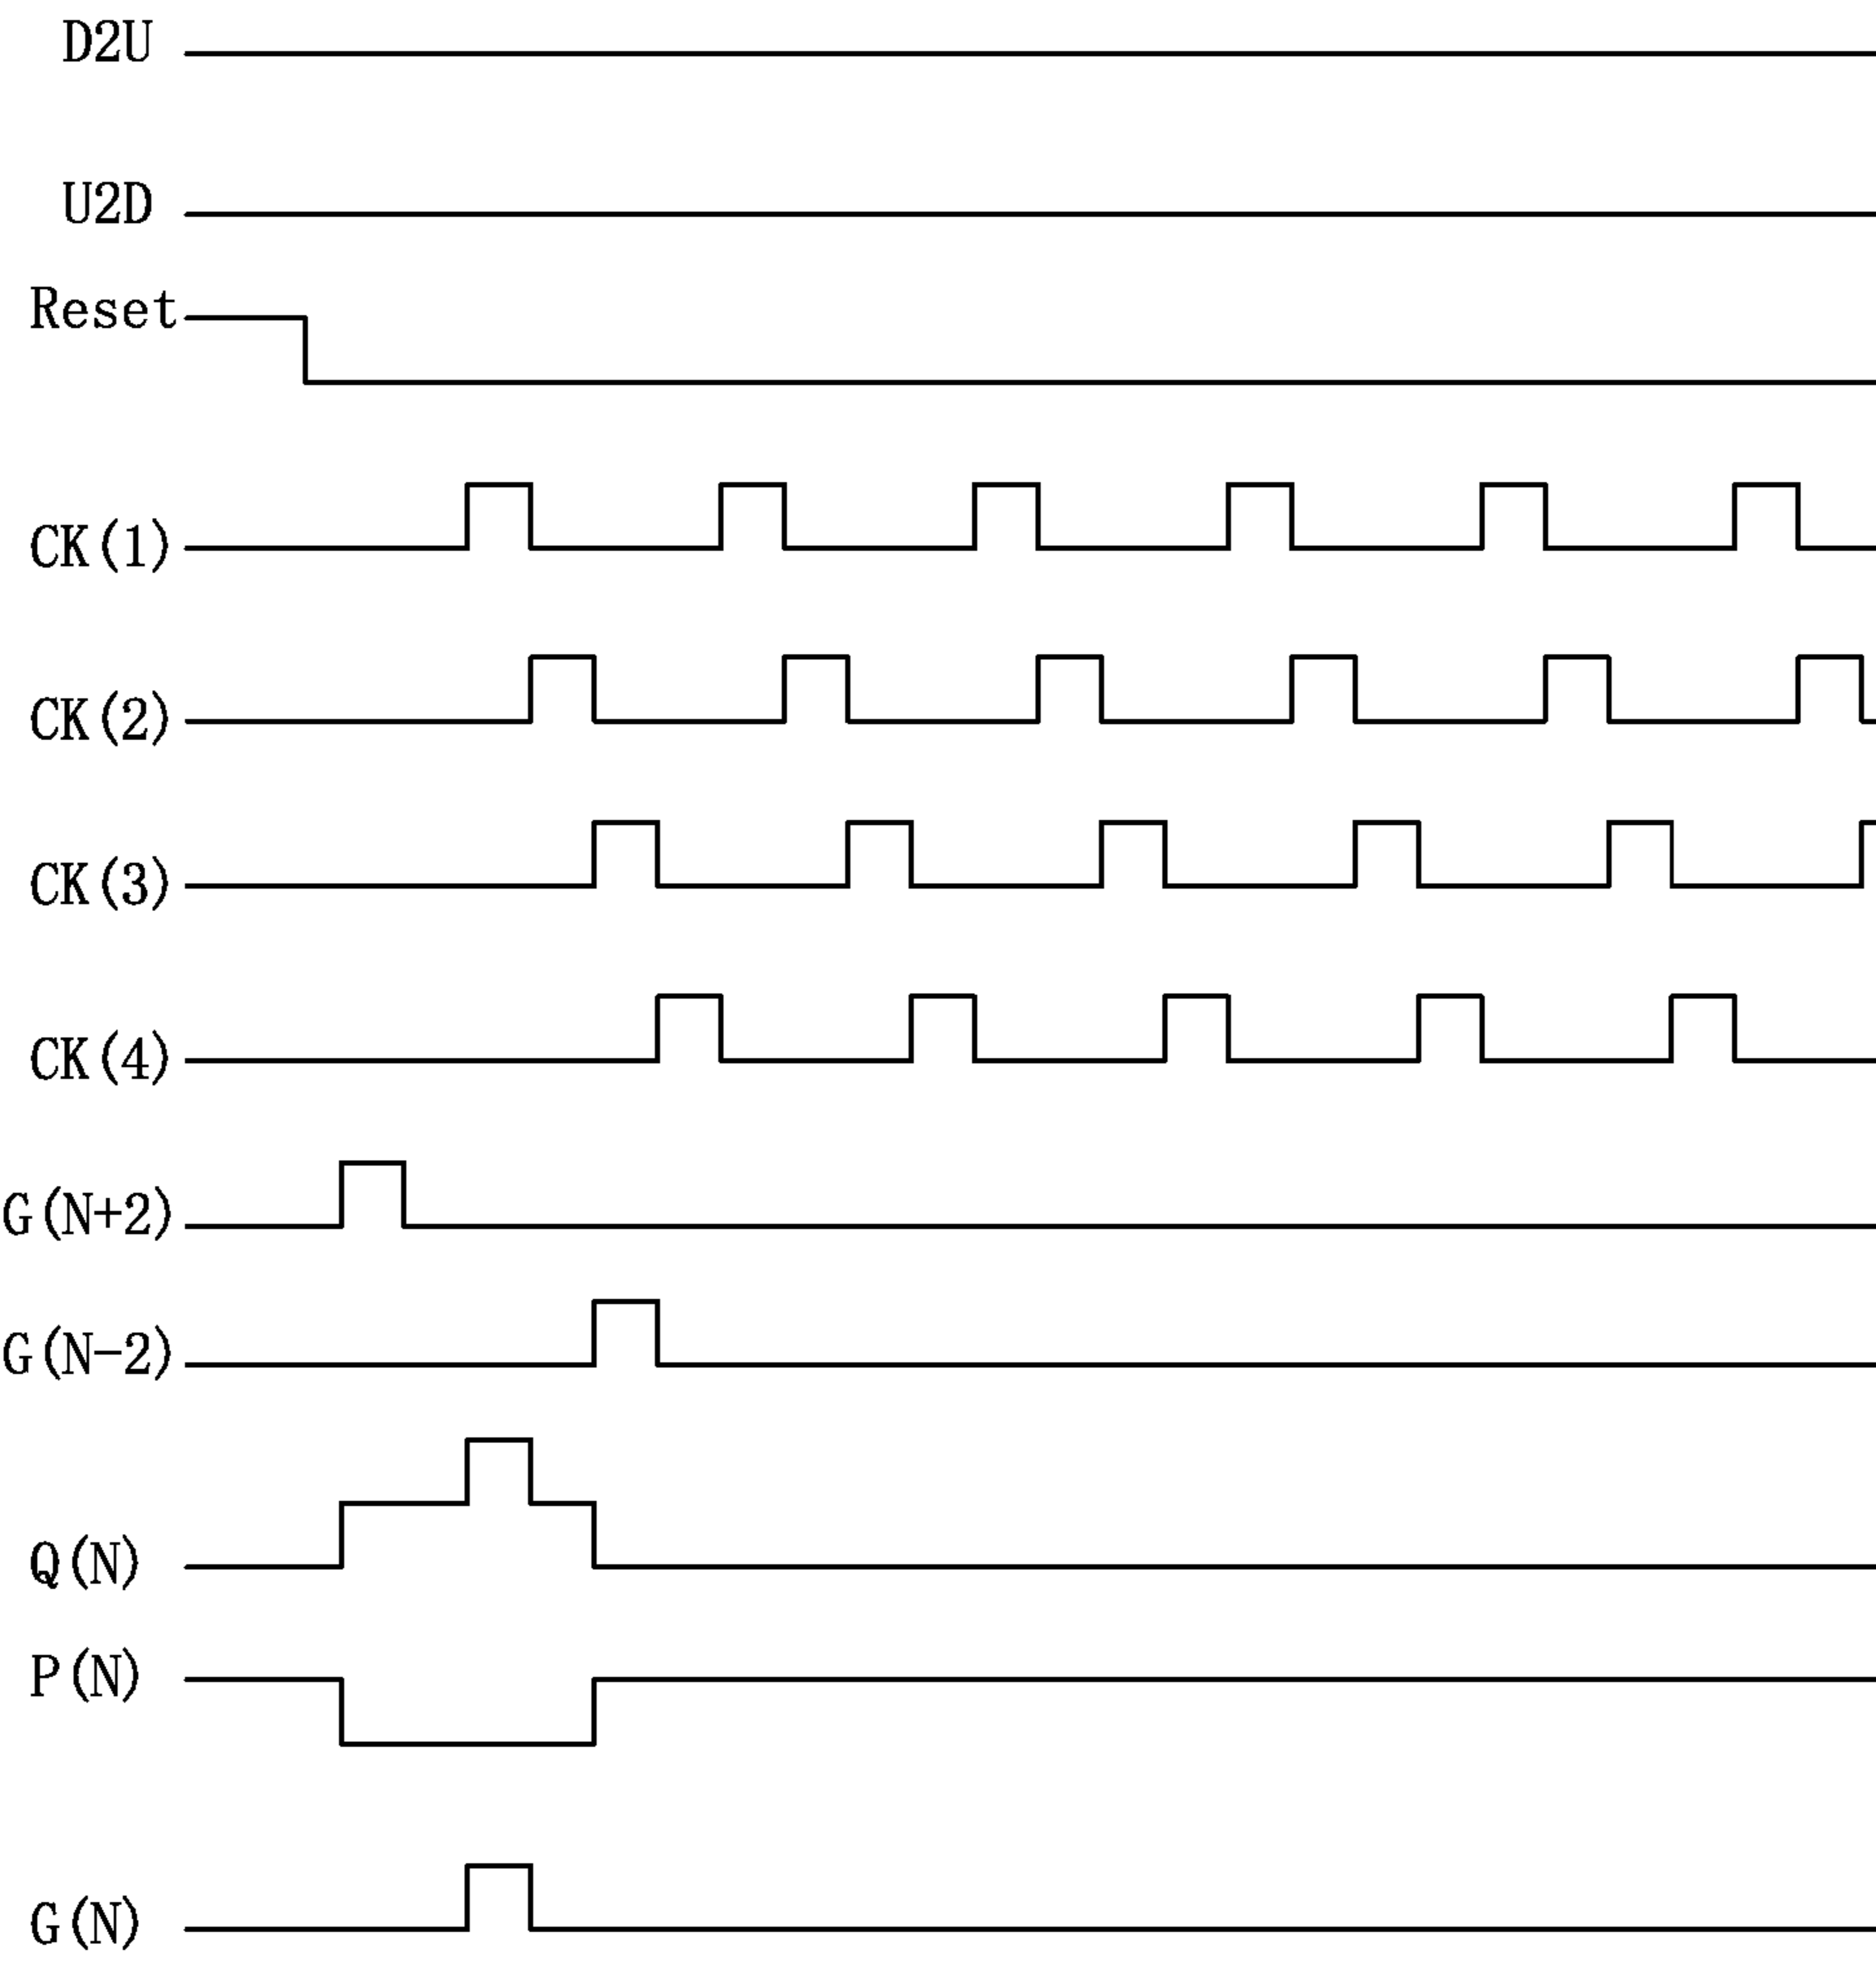 D2U
U2D
Reset
CK(1)
CK(2)
CK(3)
CK(4)
G(N+2)
G(N-2)
Q(N)
P(N)
G(N)